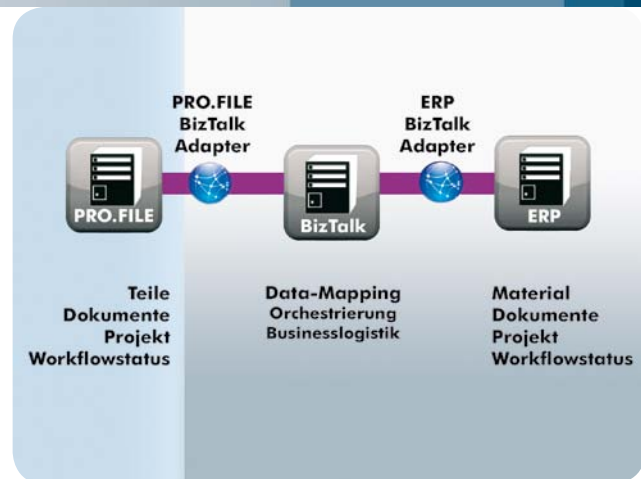 PRO.FILE
BizTalk
Adapter
ERP
BizTalk
Adapter
PRO.FILE
BizTalk
ERP
Teile
Dokumente
Projekt
Workflowstatus
Data-Mapping
Orchestrierung
Businesslogistik
Material
Dokumente
Projekt
Workflowstatus